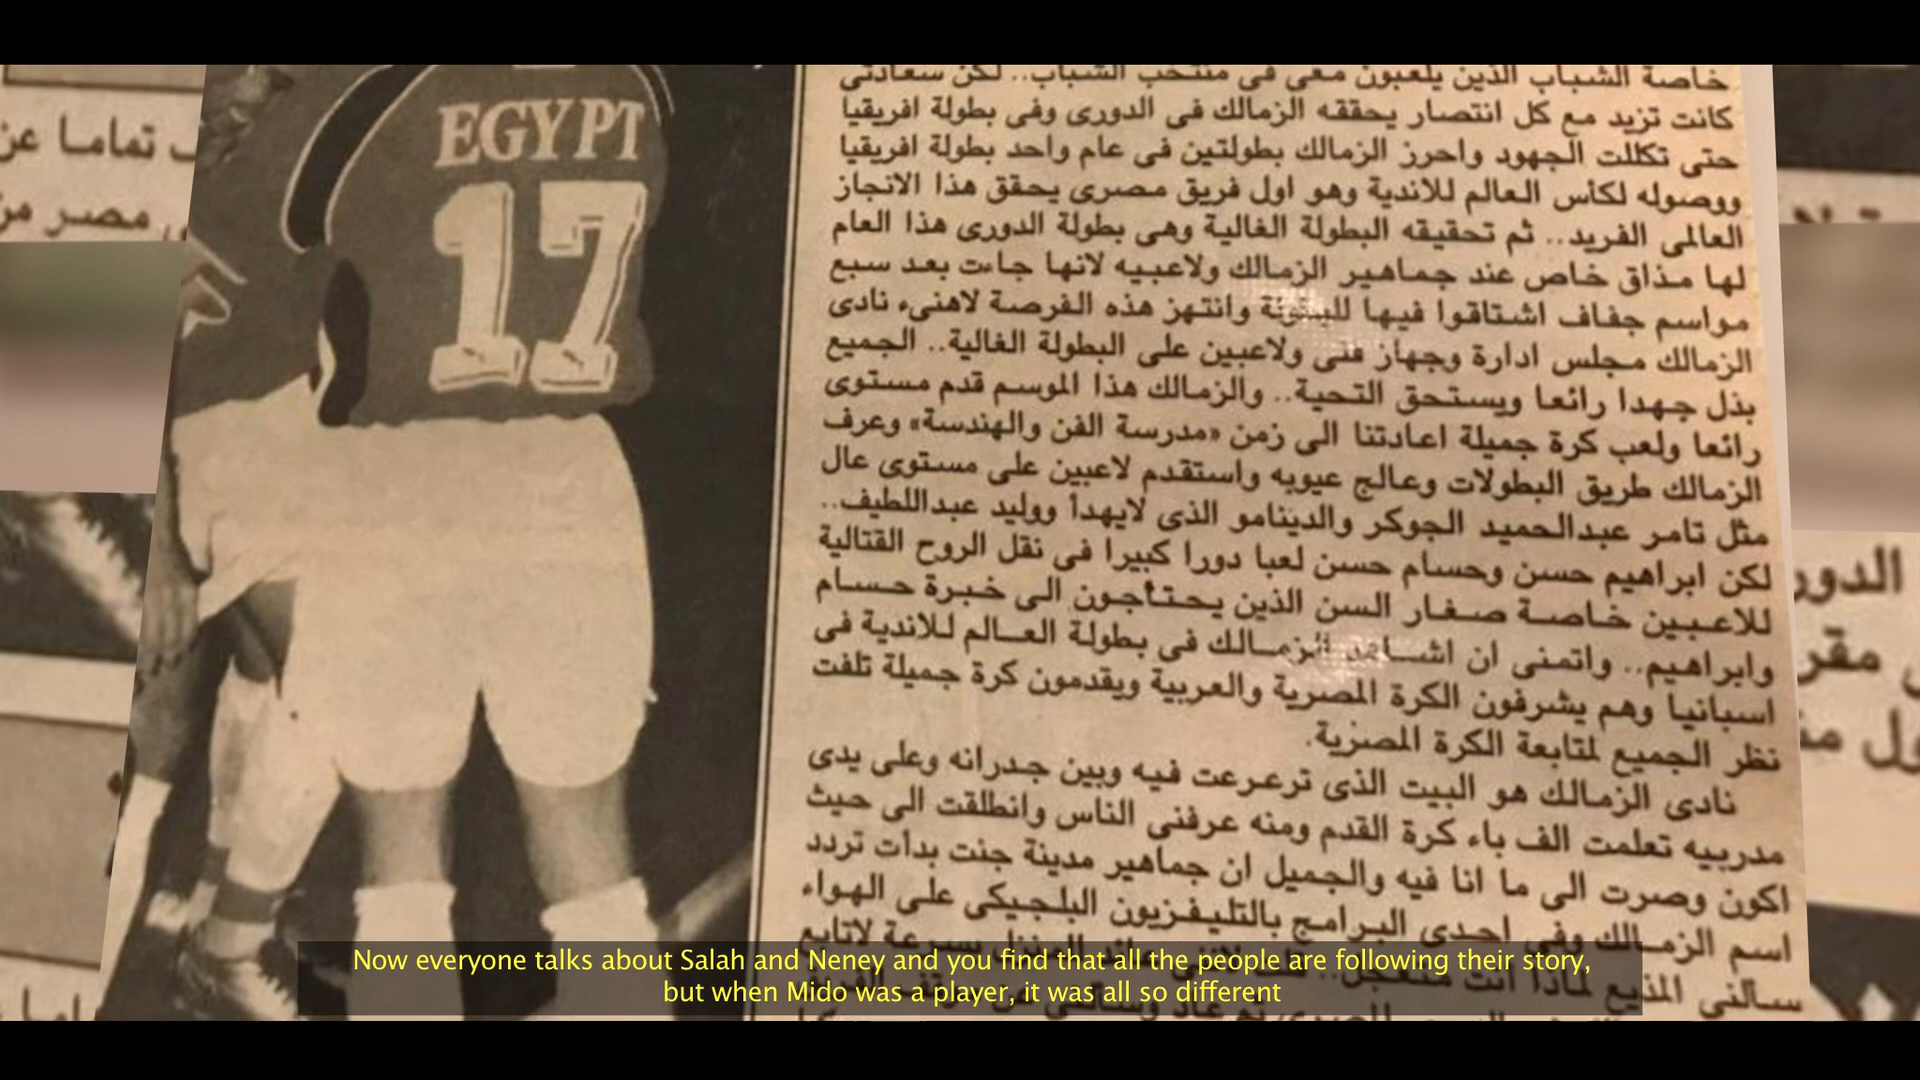 EGYPT
17
ب تماما عن
ى مصر من
خاصة الشباب الذين يلعبون معى فى منتخب الشباب.. لكن سعادتى
كانت تزيد مع كل انتصار يحققه الزمالك فى الدورى وفى بطولة افريقيا
حتى تكللت الجهود واحرز الزمالك بطولتين فى عام واحد بطولة افريقيا
ووصوله لكأس العالم للاندية وهو اول فريق مصرى يحقق هذا الانجاز
العالمى الفريد.. ثم تحقيقه البطولة الغالية وهى بطولة الدورى هذا العام
لها مذاق خاص عند جماهير الزمالك ولاعبيه لانها جاءت بعد سبع
مواسم جفاف اشتاقوا فيها للبطولة وانتهز هذه الفرصة لاهنىء نادى
الزمالك مجلس ادارة وجهاز فنى ولاعبين على البطولة الغالية.. الجميع
بذل جهدا رائعا ويستحق التحية.. والزمالك هذا الموسم قدم مستوى
رائعا ولعب كرة جميلة اعادتنا الى زمن «مدرسة الفن والهندسة» وعرف
الزمالك طريق البطولات وعالج عيوبه واستقدم لاعبين على مستوى عال
مثل تامر عبدالحميد الجوكر والدينامو الذى لايهدأ ووليد عبداللطيف..
لكن ابراهيم حسن وحسام حسن لعبا دورا كبيرا فى نقل الروح القتالية
للاعبين خاصة صغار السن الذين يحتاجون الى خبرة حسام
وابراهيم.. واتمنى ان اشاهد الزمالك فى بطولة العالم للاندية فى
اسبانيا وهم يشرفون الكرة المصرية والعربية ويقدمون كرة جميلة تلفت
نظر الجميع لمتابعة الكرة المصرية.
نادى الزمالك هو البيت الذى ترعرعت فيه وبين جدرانه وعلى يدى
مدربيه تعلمت الف باء كرة القدم ومنه عرفنى الناس وانطلقت الى حيث
اكون وصرت الى ما انا فيه والجميل ان جماهير مدينة جنت بدأت تردد
اسم الزمالك وفى احدى البرامج بالتليفزيون البلجيكى على الهواء
سألنى المذيع لماذا انت متعجل..
الدور
مقر
Now everyone talks about Salah and Neney and you find that all the people are following their story,
but when Mido was a player, it was all so different